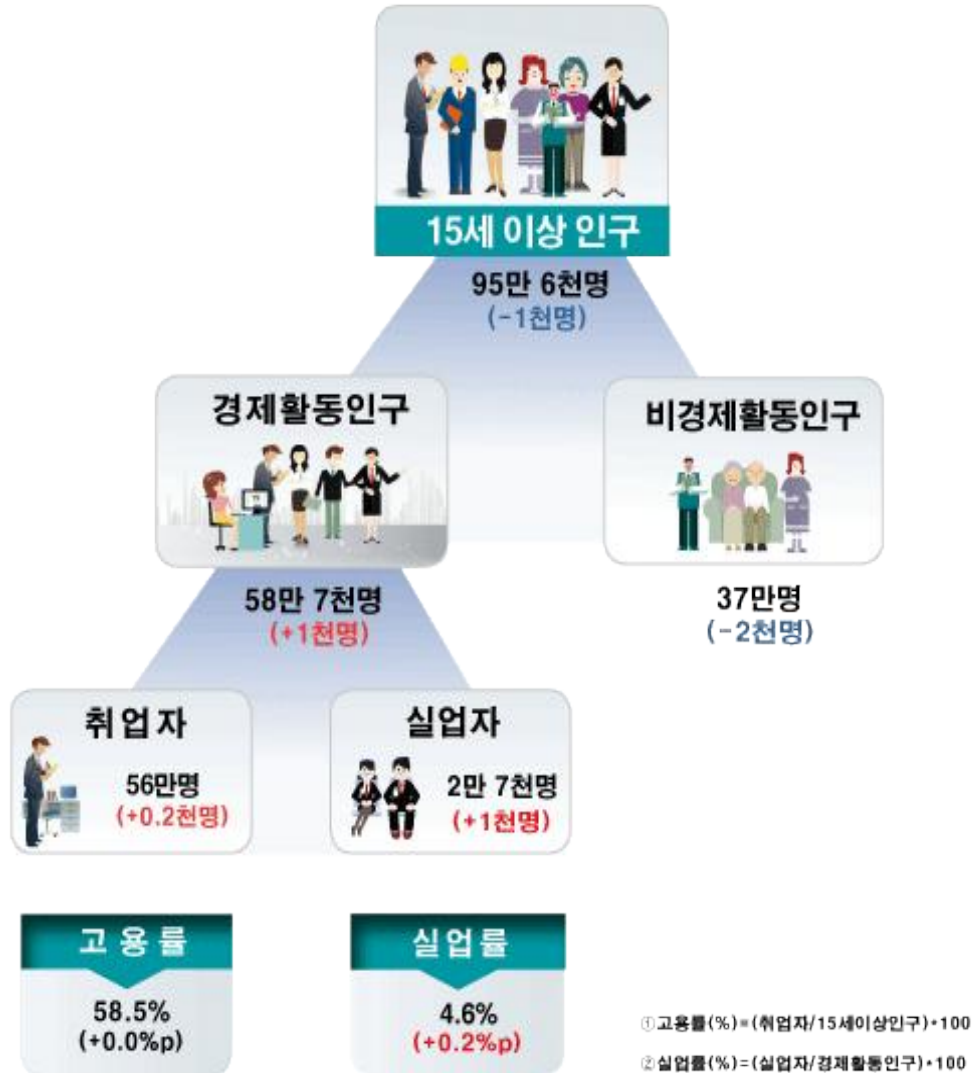 15세 이상 인구
95만 6천명
(-1천명)
경제활동인구
58만 7천명
(+1천명)
비경제활동인구
37만명
(-2천명)
취업자
56만명
(+0.2천명)
실업자
2만 7천명
(+1천명)
고용률
58.5%
(+0.0%p)
실업률
4.6%
(+0.2%p)
①고용률(%)=(취업자/15세이상인구)*100
②실업률(%)=(실업자/경제활동인구)*100